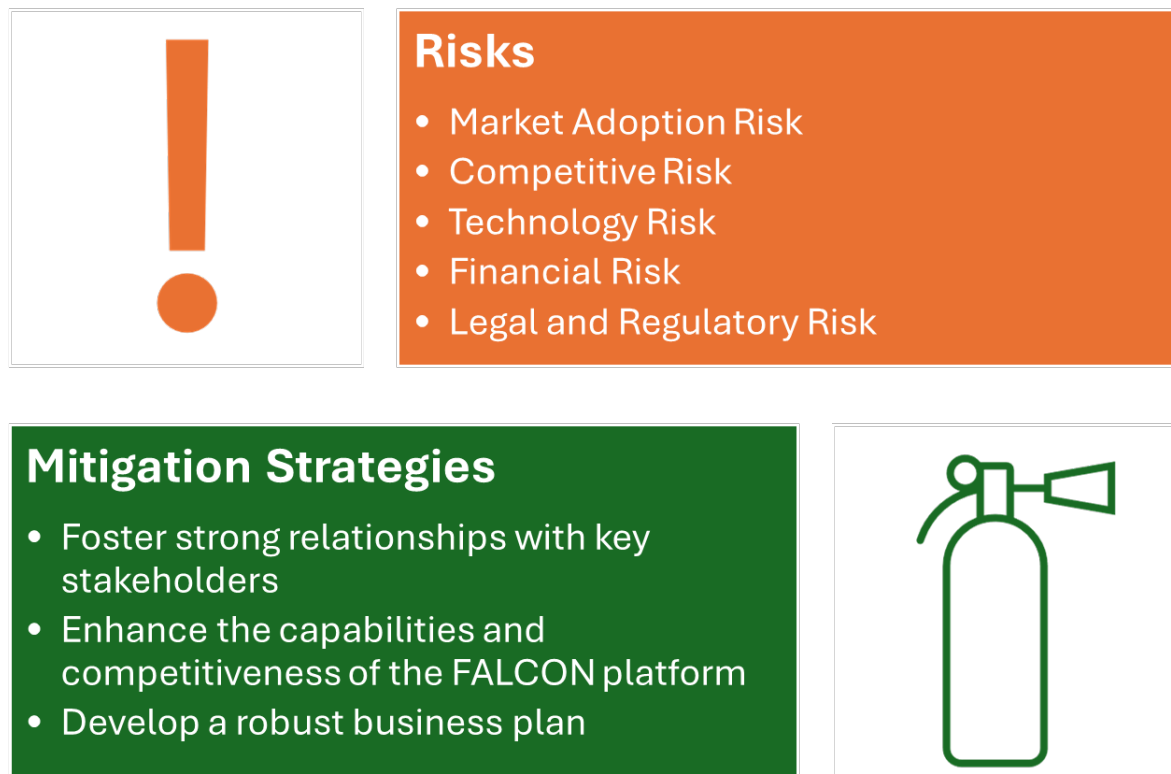 Risks
• Market Adoption Risk
• Competitive Risk
• Technology Risk
• Financial Risk
• Legal and Regulatory Risk
Mitigation Strategies
• Foster strong relationships with key
stakeholders
• Enhance the capabilities and
competitiveness of the FALCON platform
• Develop a robust business plan